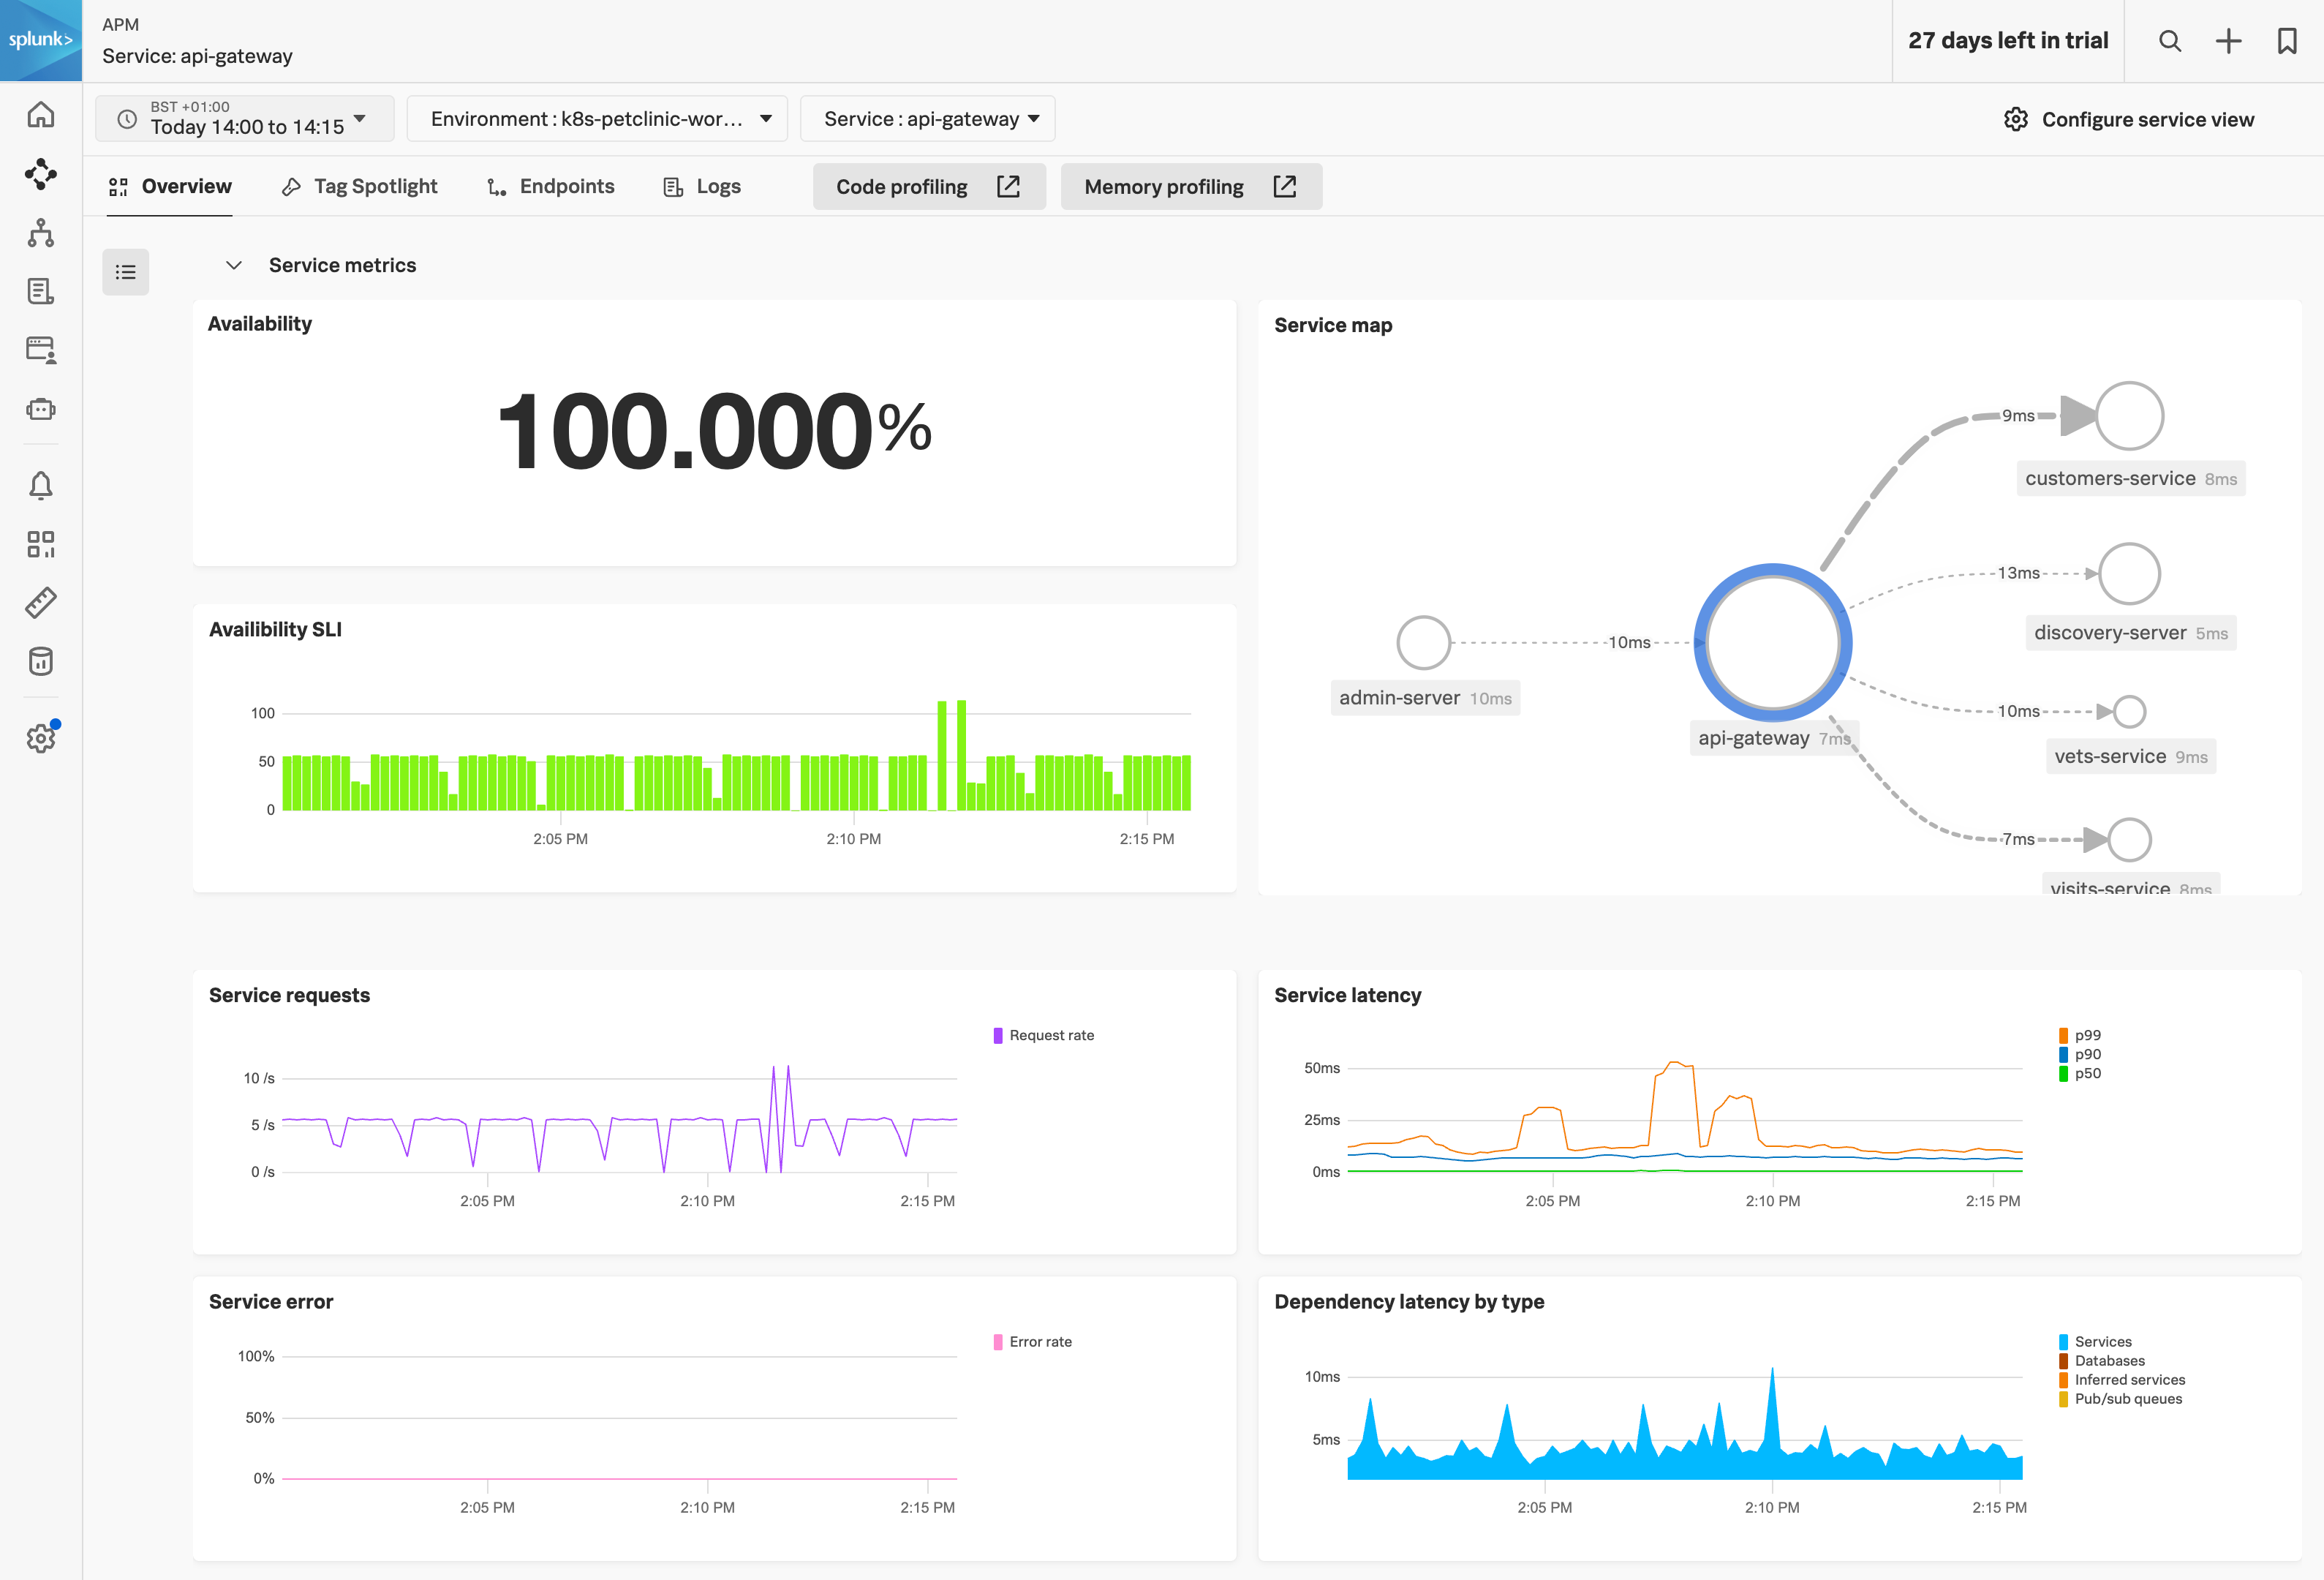 splunk>
APM
Service: api-gateway
27 days left in trial
BST +01:00
Today 14:00 to 14:15
Environment : k8s-petclinic-wor...
Service : api-gateway
Configure service view
Overview
Tag Spotlight
Endpoints
Logs
Code profiling
Memory profiling
Service metrics
Availability
100.000%
Service map
9ms
customers-service 8ms
13ms
discovery-server 5ms
10ms
admin-server 10ms
api-gateway 7ms
10ms
vets-service 9ms
7ms
visits-service 8ms
Availibility SLI
100
50
0
2:05 PM
2:10 PM
2:15 PM
Service requests
Request rate
10 /s
5 /s
0 /s
2:05 PM
2:10 PM
2:15 PM
Service latency
p99
p90
p50
50ms
25ms
0ms
2:05 PM
2:10 PM
2:15 PM
Service error
Error rate
100%
50%
0%
2:05 PM
2:10 PM
2:15 PM
Dependency latency by type
Services
Databases
Inferred services
Pub/sub queues
10ms
5ms
2:05 PM
2:10 PM
2:15 PM